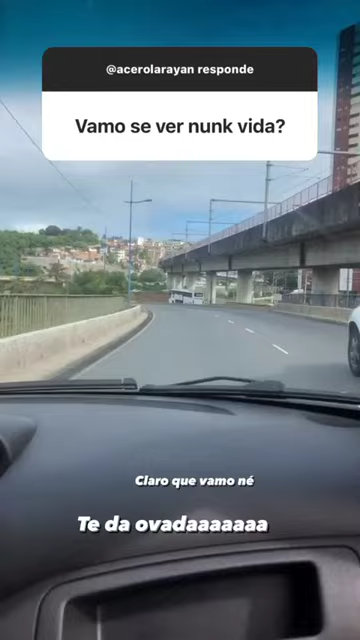 @acerolarayan responde
Vamo se ver nunk vida?
Claro que vamo né
Te da ovadaaaaaaa